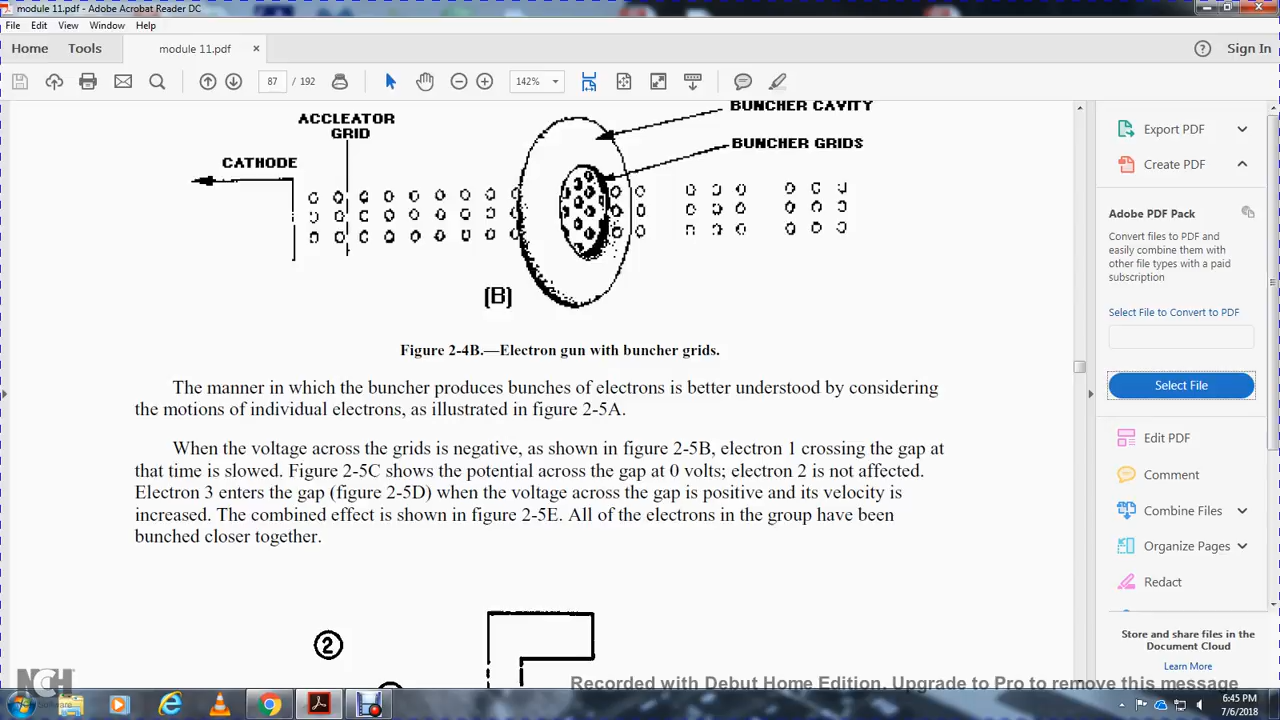 module 11.pdf - Adobe Acrobat Reader DC
File Edit View Window Help
Home Tools module 11.pdf × Sign In
87 / 192 142%
BUNCHER CAVITY
ACCLEATOR
GRID
BUNCHER GRIDS
CATHODE
(B)
Figure 2-4B.—Electron gun with buncher grids.
The manner in which the buncher produces bunches of electrons is better understood by considering
the motions of individual electrons, as illustrated in figure 2-5A.
When the voltage across the grids is negative, as shown in figure 2-5B, electron 1 crossing the gap at
that time is slowed. Figure 2-5C shows the potential across the gap at 0 volts; electron 2 is not affected.
Electron 3 enters the gap (figure 2-5D) when the voltage across the gap is positive and its velocity is
increased. The combined effect is shown in figure 2-5E. All of the electrons in the group have been
bunched closer together.
2
Export PDF
Create PDF
Adobe PDF Pack
Convert files to PDF and
easily combine them with
other file types with a paid
subscription
Select File to Convert to PDF
Select File
Edit PDF
Comment
Combine Files
Organize Pages
Redact
Store and share files in the
Document Cloud
Learn More
NCH
Software
Recorded with Debut Home Edition. Upgrade to Pro to remove this message
6:45 PM
7/6/2018